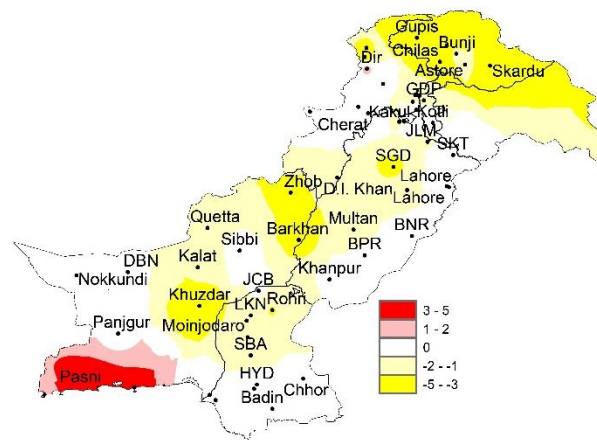 Gupis
Bunji
Chilas
Dir
Astore
Skardu
GDP
Kakul
Kotli
Cherat
JLM
SKT
SGD
Zhob
D.I. Khan
Lahore
Lahore
Quetta
Multan
Barkhan
BNR
Sibbi
BPR
DBN
Kalat
Nokkundi
Khanpur
JCB
Khuzdar
LKN
Rohri
Moinjodaro
Panjgur
SBA
Pasni
HYD
Chhor
Badin
3 - 5
1 - 2
0
-2 - -1
-5 - -3